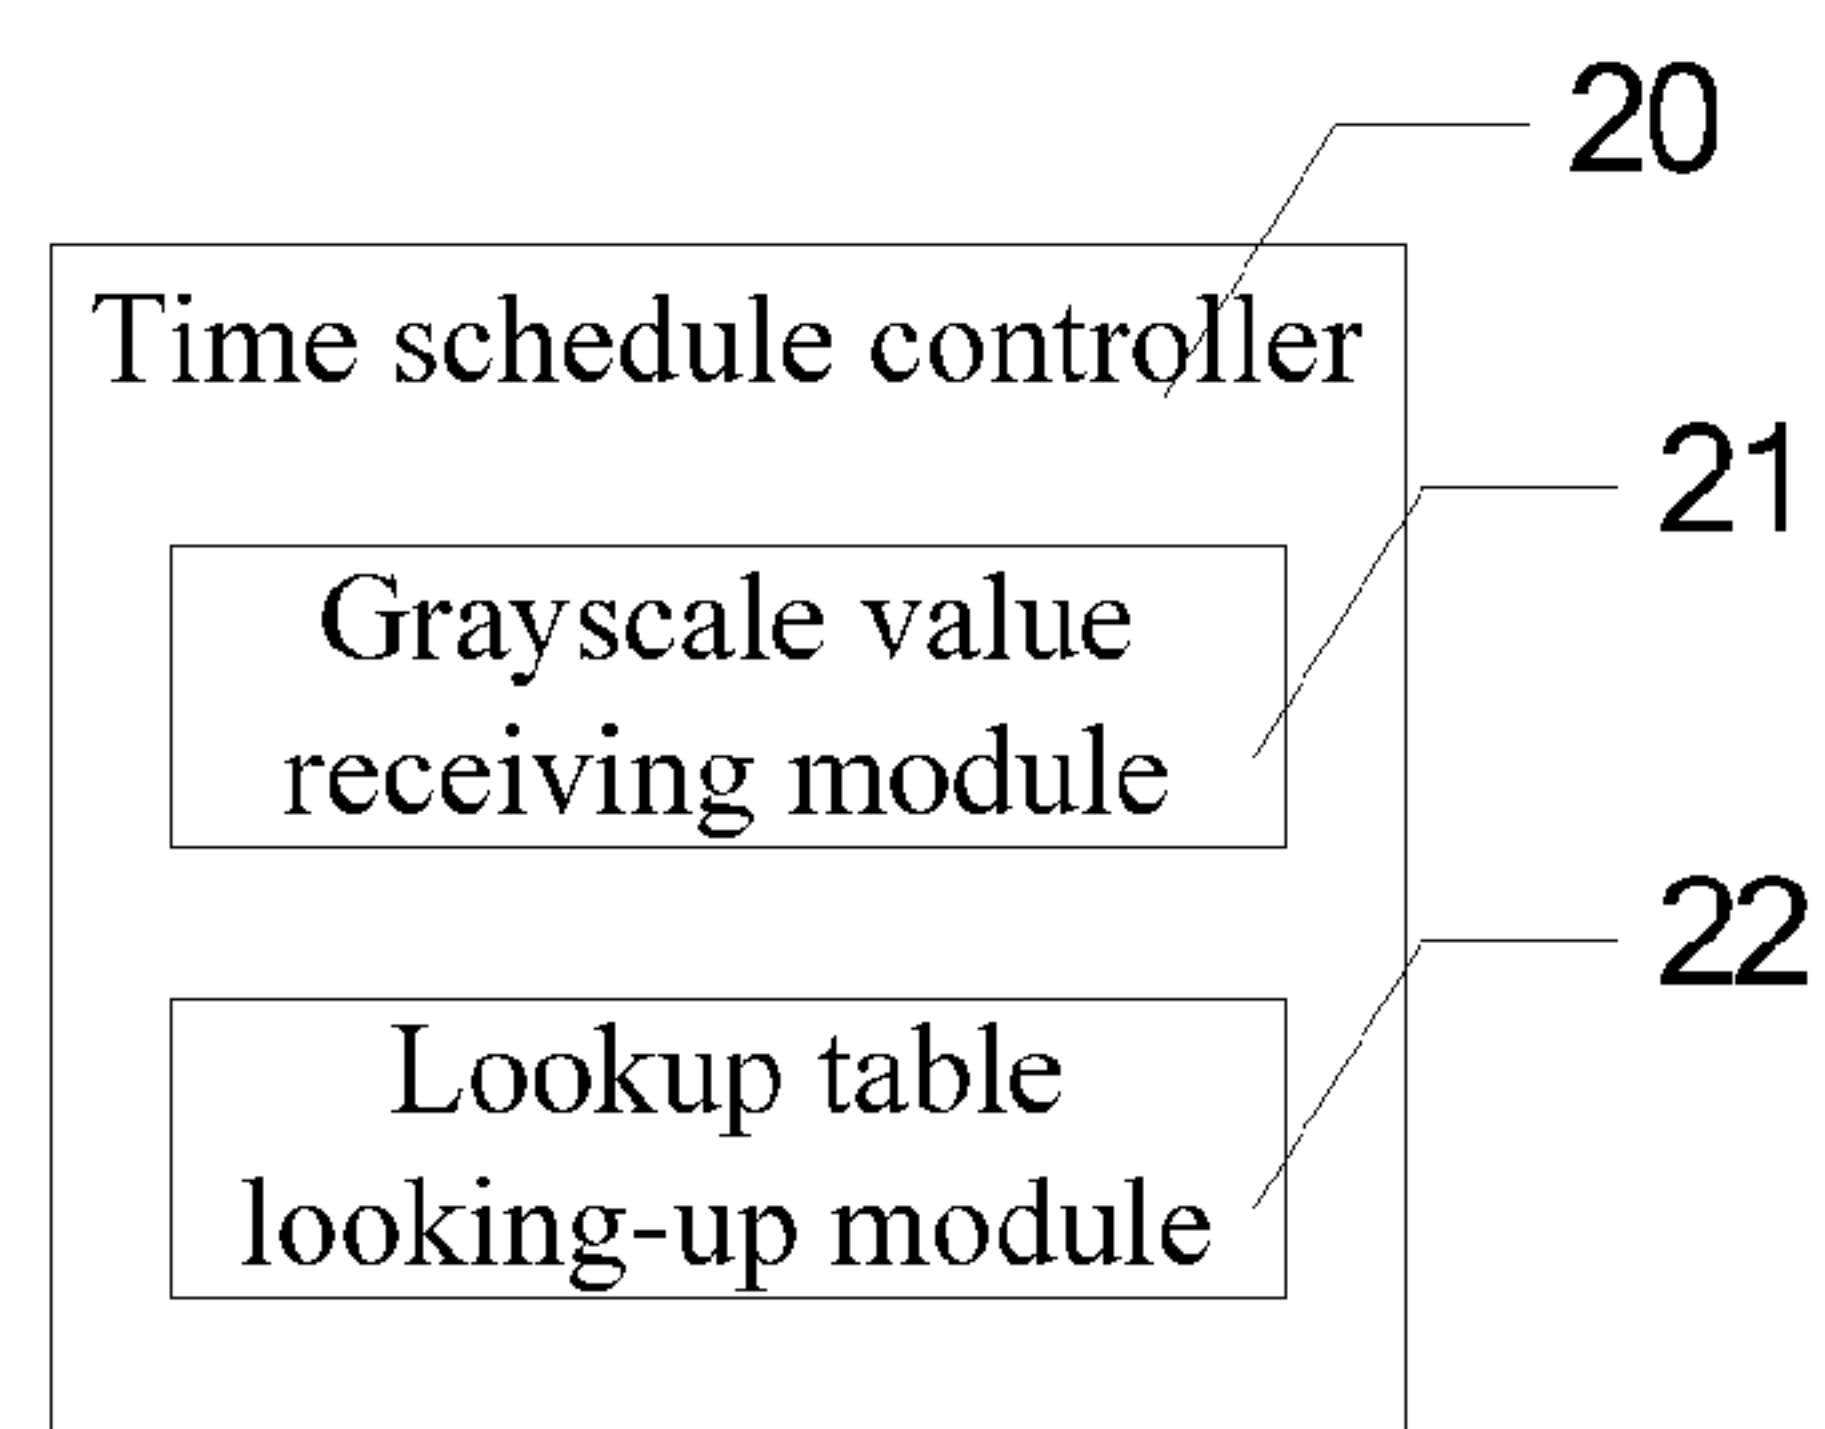 20
Time schedule controller
21
Grayscale value
receiving module
22
Lookup table
looking-up module